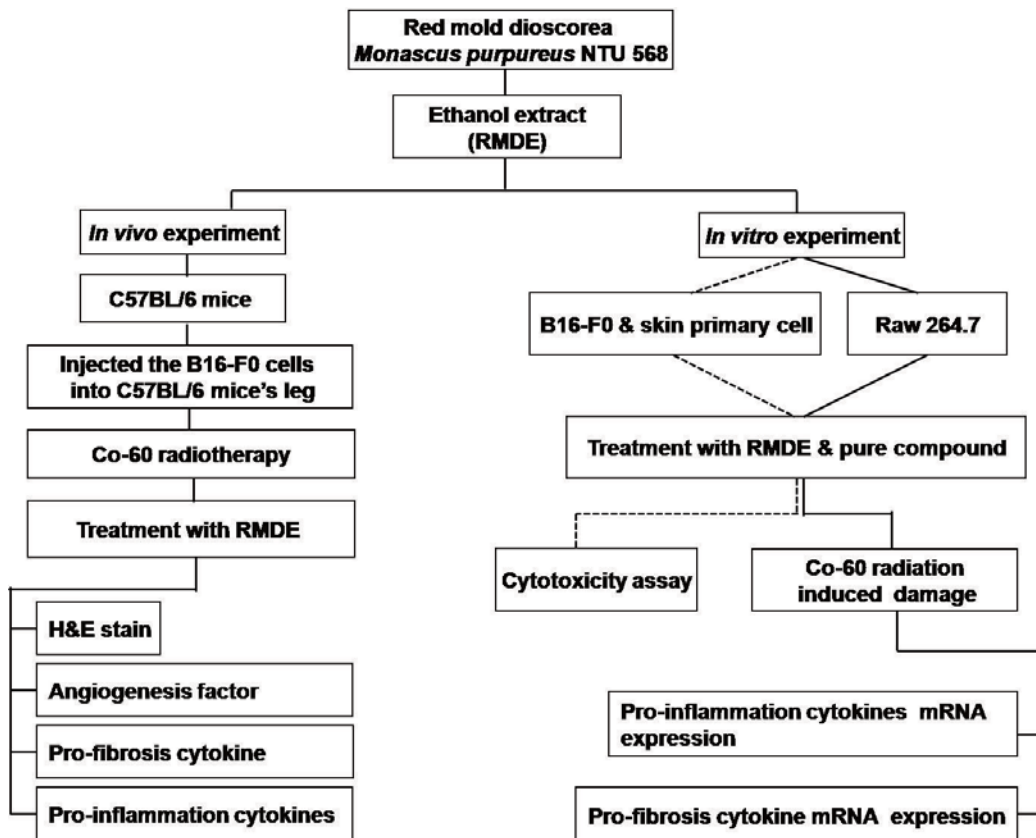 Red mold dioscorea
Monascus purpureus NTU 568
Ethanol extract
(RMDE)
In vivo experiment
C57BL/6 mice
Injected the B16-F0 cells
into C57BL/6 mice's leg
Co-60 radiotherapy
Treatment with RMDE
H&E stain
Angiogenesis factor
Pro-fibrosis cytokine
Pro-inflammation cytokines
In vitro experiment
B16-F0 & skin primary cell
Raw 264.7
Treatment with RMDE & pure compound
Cytotoxicity assay
Co-60 radiation
induced damage
Pro-inflammation cytokines mRNA
expression
Pro-fibrosis cytokine mRNA expression